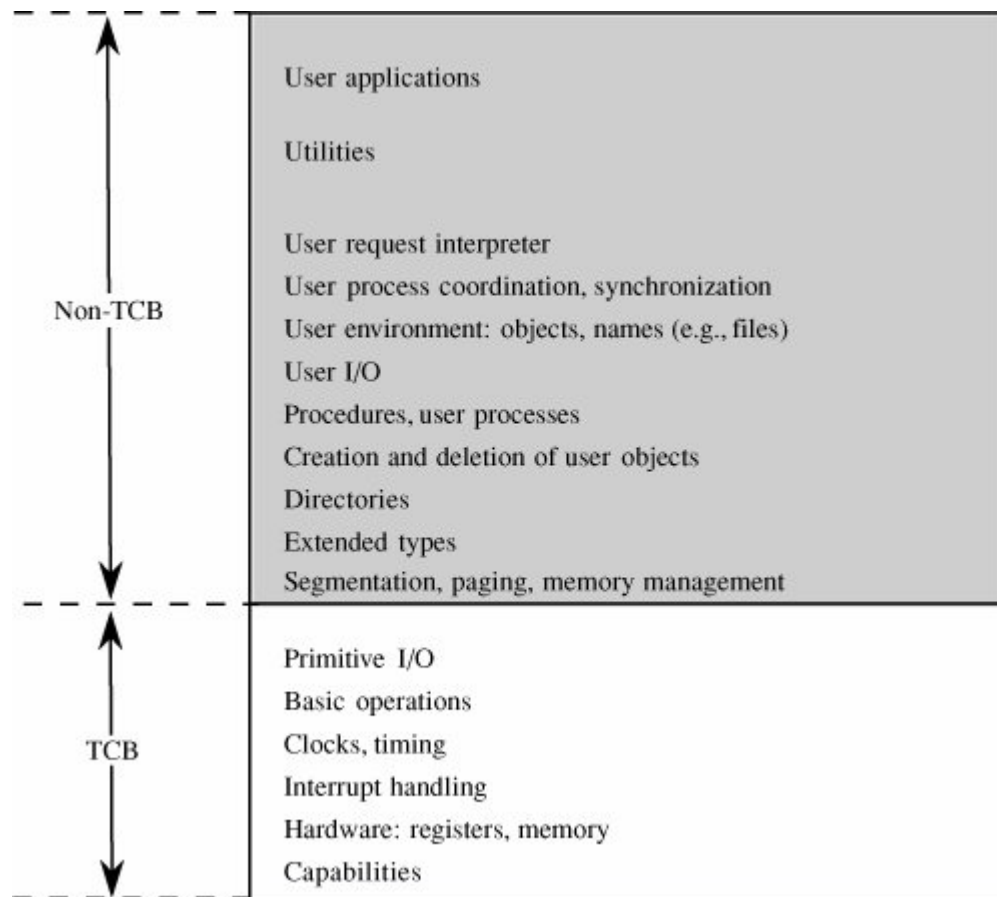 User applications
Utilities
User request interpreter
User process coordination, synchronization
Non-TCB
User environment: objects, names (e.g., files)
User I/O
Procedures, user processes
Creation and deletion of user objects
Directories
Extended types
Segmentation, paging, memory management
Primitive I/O
Basic operations
TCB
Clocks, timing
Interrupt handling
Hardware: registers, memory
Capabilities